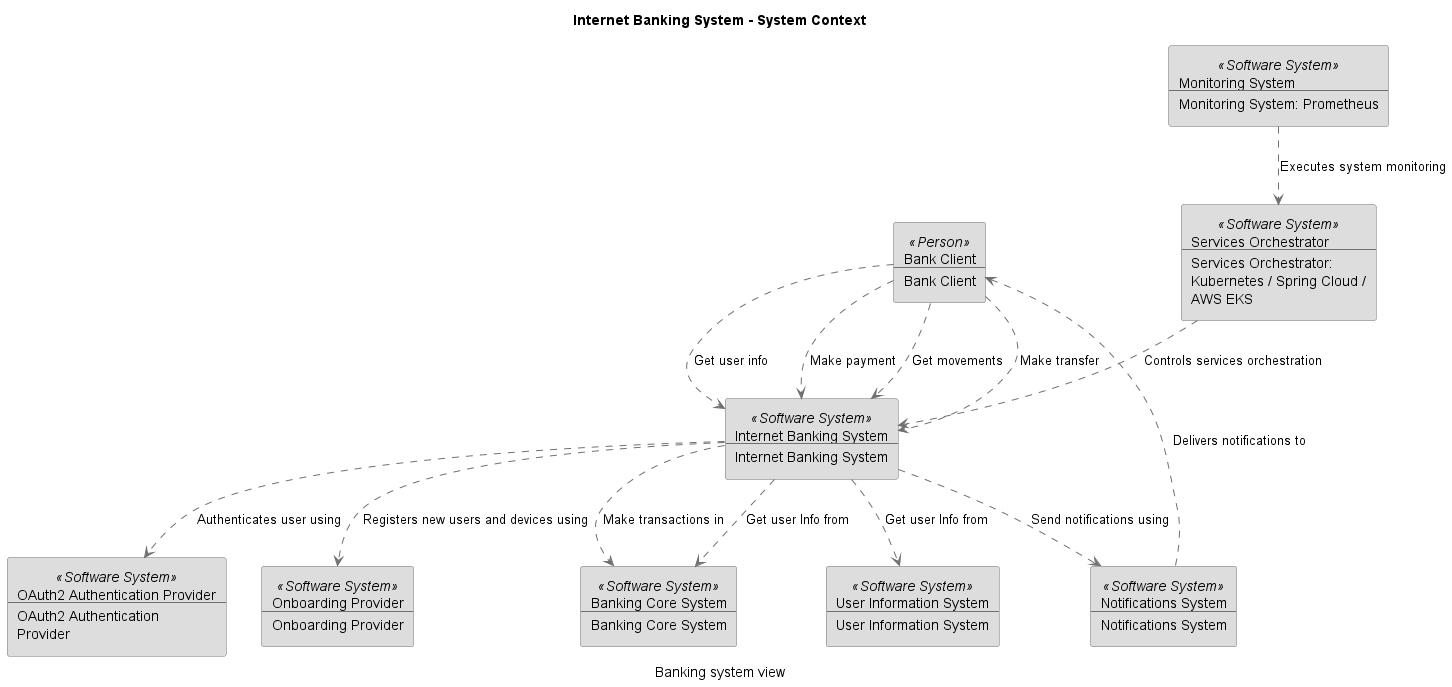 Internet Banking System - System Context
«Software System»
Monitoring System
Monitoring System: Prometheus
Executes system monitoring
«Software System»
Services Orchestrator
Services Orchestrator:
Kubernetes / Spring Cloud /
AWS EKS
«Person»
Bank Client
Bank Client
Get user info
Make payment
Get movements
Make transfer
Controls services orchestration
«Software System»
Internet Banking System
Internet Banking System
Delivers notifications to
Authenticates user using
Registers new users and devices using
Make transactions in
Get user Info from
Get user Info from
Send notifications using
«Software System»
OAuth2 Authentication Provider
OAuth2 Authentication
Provider
«Software System»
Onboarding Provider
Onboarding Provider
«Software System»
Banking Core System
Banking Core System
«Software System»
User Information System
User Information System
«Software System»
Notifications System
Notifications System
Banking system view